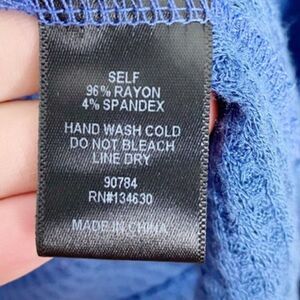 SELF
96% RAYON
4% SPANDEX
HAND WASH COLD
DO NOT BLEACH
LINE DRY
90784
RN#134630
MADE IN CHINA